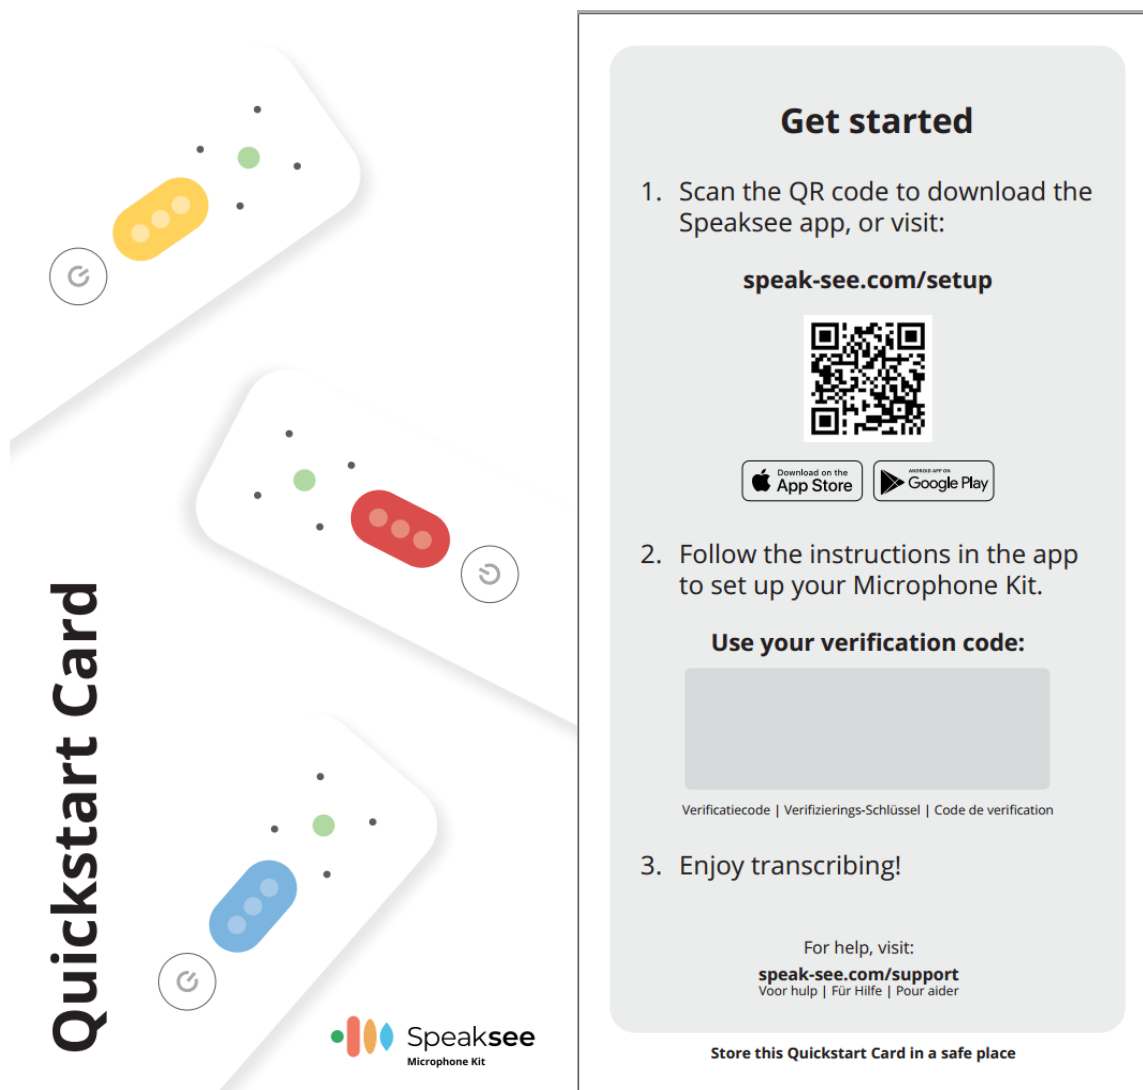 Quickstart Card
Speaksee
Microphone Kit
Get started
1. Scan the QR code to download the
Speaksee app, or visit:
speak-see.com/setup
Download on the
App Store
ANDROID APP ON
Google Play
2. Follow the instructions in the app
to set up your Microphone Kit.
Use your verification code:
Verificatiecode | Verifizierings-Schlüssel | Code de verification
3. Enjoy transcribing!
For help, visit:
speak-see.com/support
Voor hulp | Für Hilfe | Pour aider
Store this Quickstart Card in a safe place